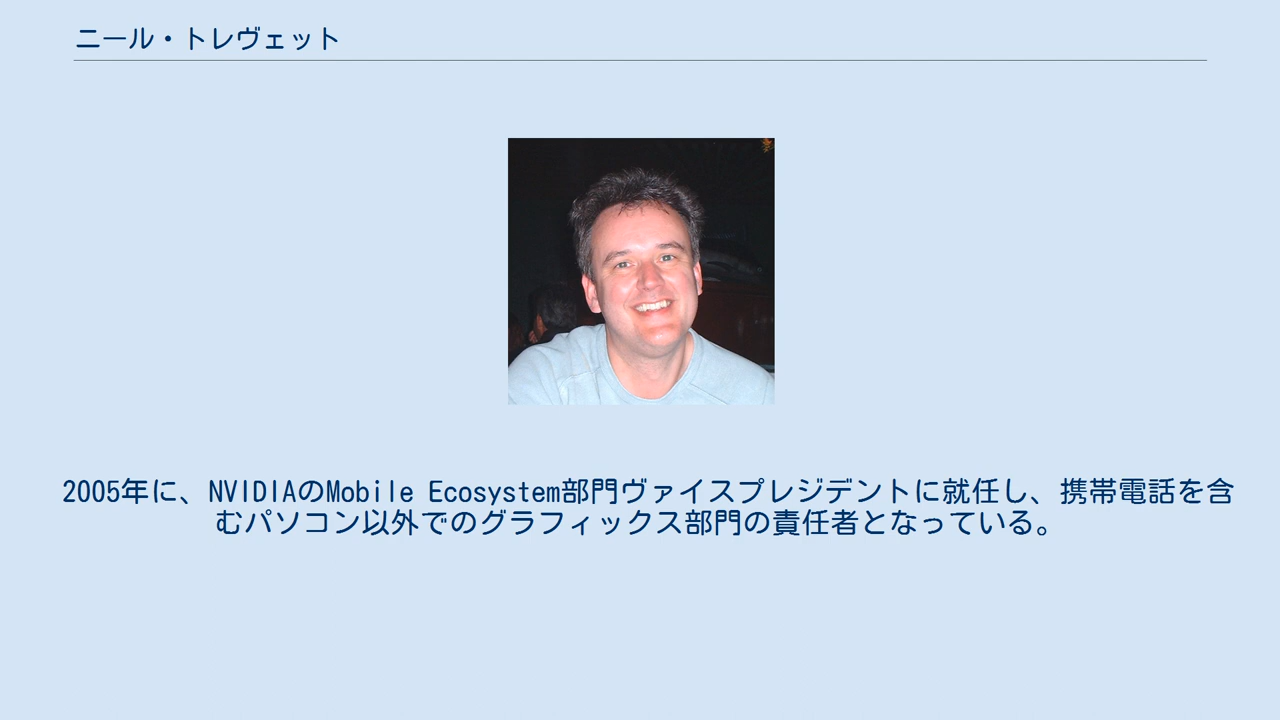 ニール・トレヴェット
2005年に、NVIDIAのMobile Ecosystem部門ヴァイスプレジデントに就任し、携帯電話を含
むパソコン以外でのグラフィックス部門の責任者となっている。